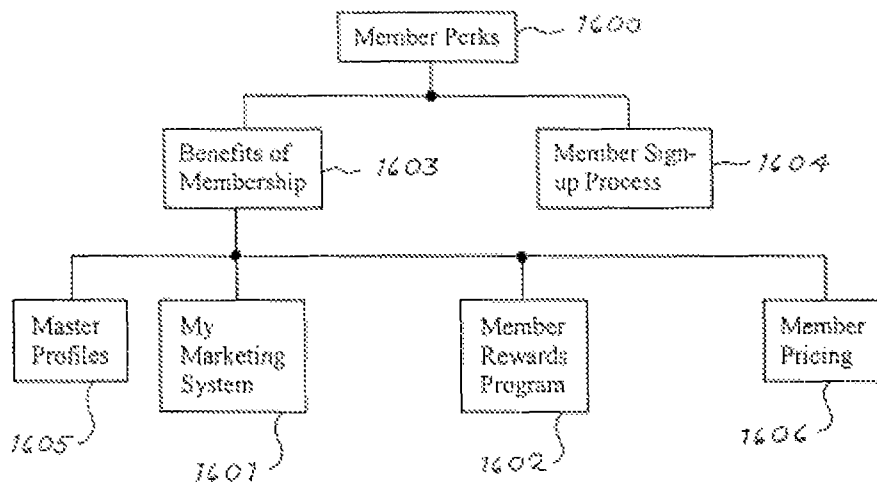 Member Perks
1600
Benefits of
Membership
1603
Member Sign-
up Process
1604
Master
Profiles
My
Marketing
System
Member
Rewards
Program
Member
Pricing
1605
1601
1602
1606